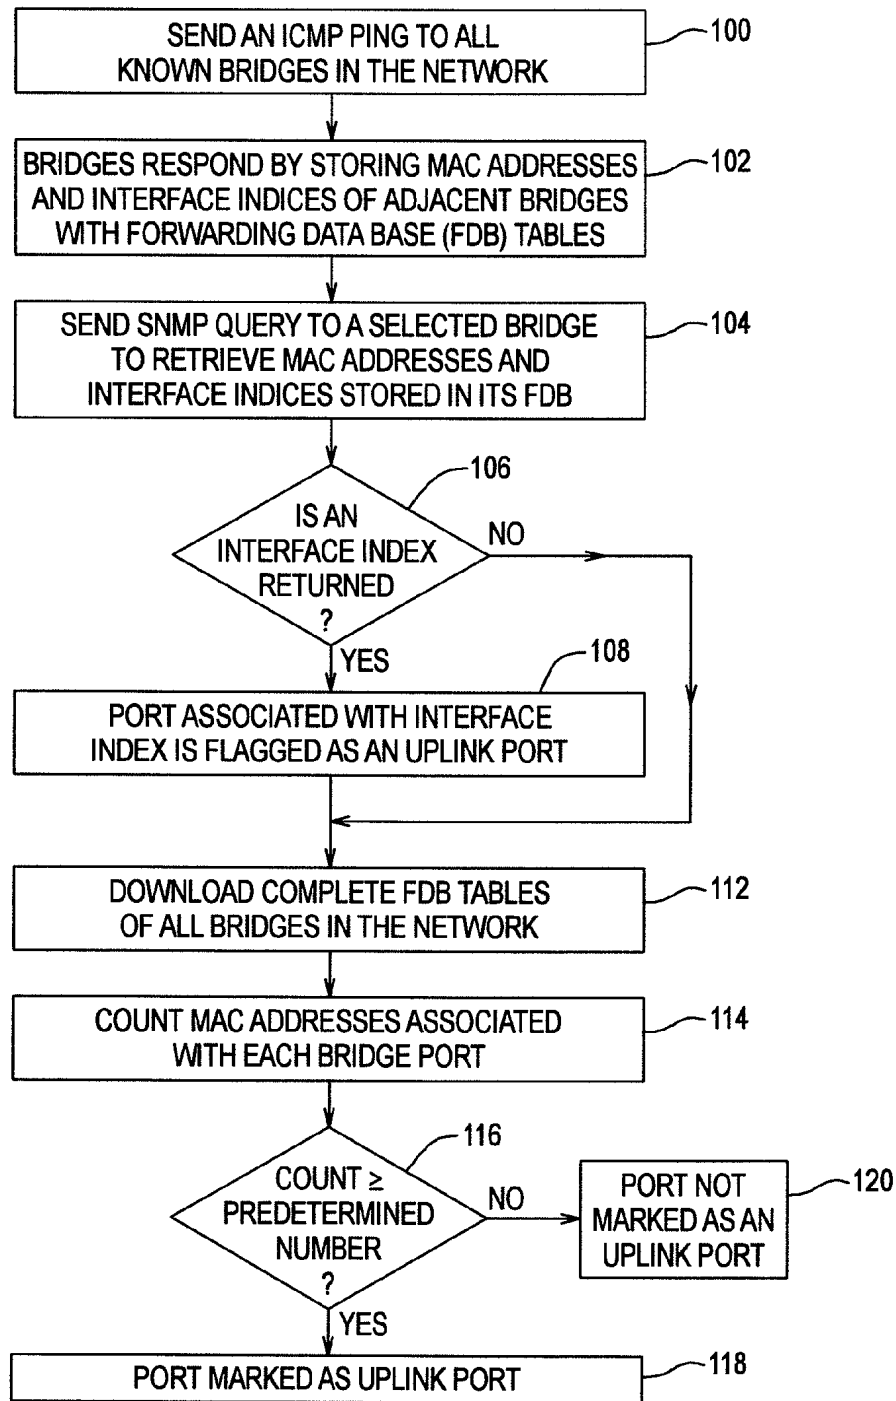 SEND AN ICMP PING TO ALL
KNOWN BRIDGES IN THE NETWORK
100
BRIDGES RESPOND BY STORING MAC ADDRESSES
AND INTERFACE INDICES OF ADJACENT BRIDGES
WITH FORWARDING DATA BASE (FDB) TABLES
102
SEND SNMP QUERY TO A SELECTED BRIDGE
TO RETRIEVE MAC ADDRESSES AND
INTERFACE INDICES STORED IN ITS FDB
104
IS AN
INTERFACE INDEX
RETURNED
?
106
NO
YES
PORT ASSOCIATED WITH INTERFACE
INDEX IS FLAGGED AS AN UPLINK PORT
108
DOWNLOAD COMPLETE FDB TABLES
OF ALL BRIDGES IN THE NETWORK
112
COUNT MAC ADDRESSES ASSOCIATED
WITH EACH BRIDGE PORT
114
COUNT ≥
PREDETERMINED
NUMBER
?
116
NO
PORT NOT
MARKED AS AN
UPLINK PORT
120
YES
PORT MARKED AS UPLINK PORT
118